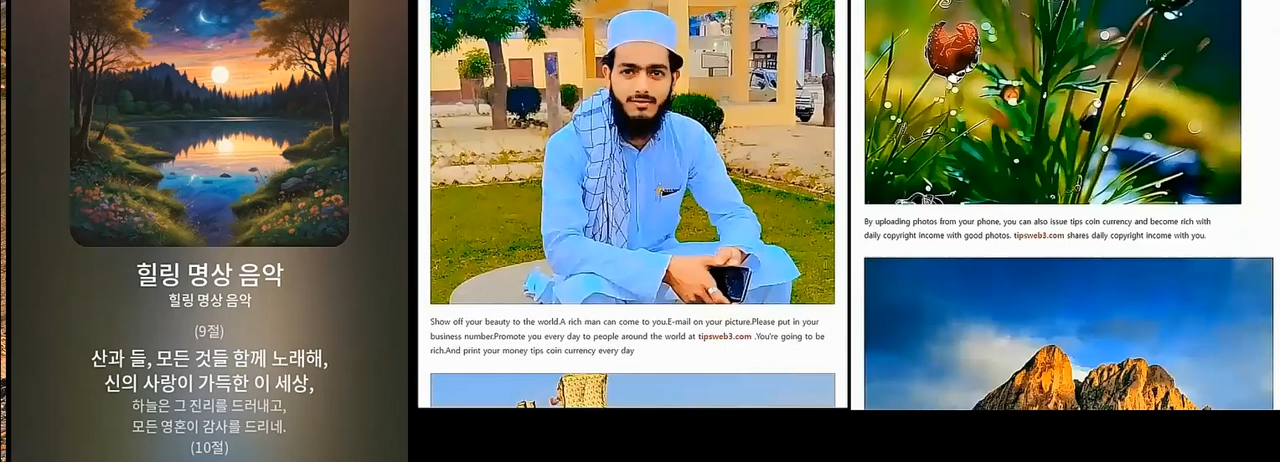 힐링 명상 음악
힐링 명상 음악
(9절)
산과 들, 모든 것들 함께 노래해,
신의 사랑이 가득한 이 세상,
하늘은 그 진리를 드러내고,
모든 영혼이 감사를 드리네.
(10절)
Show off your beauty to the world.A rich man can come to you.E-mail on your picture.Please put in your
business number.Promote you every day to people around the world at tipsweb3.com .You're going to be
rich.And print your money tips coin currency every day
By uploading photos from your phone, you can also issue tips coin currency and become rich with
daily copyright income with good photos. tipsweb3.com shares daily copyright income with you.